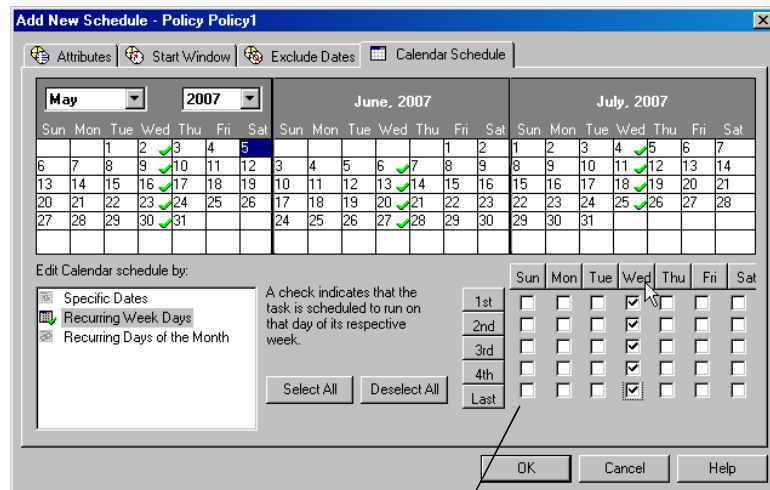 Add New Schedule - Policy Policy1
Attributes Start Window Exclude Dates Calendar Schedule
May 2007 June, 2007 July, 2007
Sun Mon Tue Wed Thu Fri Sat Sun Mon Tue Wed Thu Fri Sat Sun Mon Tue Wed Thu Fri Sat
1 2 3 4 5 1 2 1 2 3 4 5 6 7
6 7 8 9 10 11 12 3 4 5 6 7 8 9 8 9 10 11 12 13 14
13 14 15 16 17 18 19 10 11 12 13 14 15 16 15 16 17 18 19 20 21
20 21 22 23 24 25 26 17 18 19 20 21 22 23 22 23 24 25 26 27 28
27 28 29 30 31 24 25 26 27 28 29 30 29 30 31
Edit Calendar schedule by:
Specific Dates
Recurring Week Days
Recurring Days of the Month
A check indicates that the
task is scheduled to run on
that day of its respective
week.
Select All Deselect All
Sun Mon Tue Wed Thu Fri Sat
1st
2nd
3rd
4th
Last
OK Cancel Help